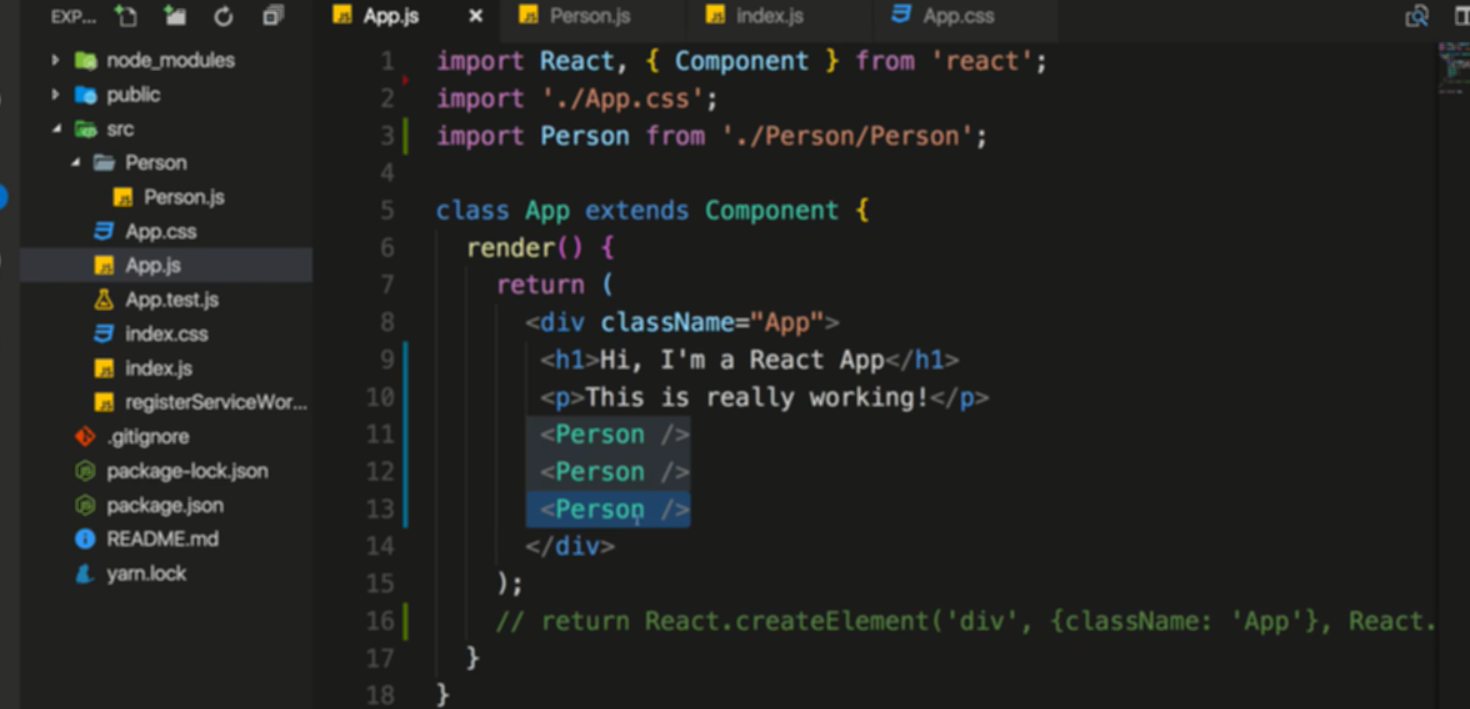 EXP...
App.js
Person.js
index.js
App.css
node_modules
public
src
Person
Person.js
App.css
App.js
App.test.js
index.css
index.js
registerServiceWor...
.gitignore
package-lock.json
package.json
README.md
yarn.lock
1 import React, { Component } from 'react';
2 import './App.css';
3 import Person from './Person/Person';
4
5 class App extends Component {
6 render() {
7 return (
8 <div className="App">
9 <h1>Hi, I'm a React App</h1>
10 <p>This is really working!</p>
11 <Person />
12 <Person />
13 <Person />
14 </div>
15 );
16 // return React.createElement('div', {className: 'App'}, React.
17 }
18 }